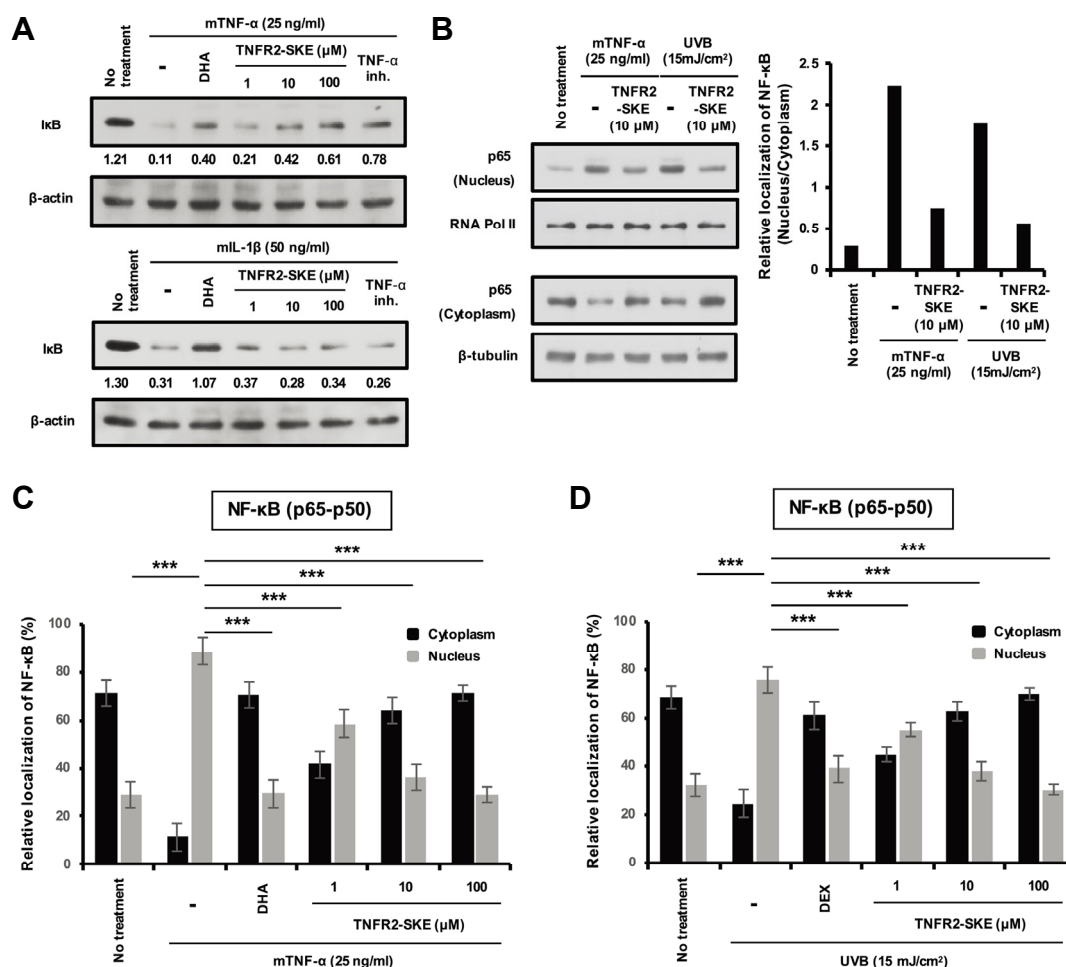 A
mTNF-α (25 ng/ml)
No treatment
-
DHA
TNFR2-SKE (μM)
1 10 100
TNF-α inh.
IκB
1.21 0.11 0.40 0.21 0.42 0.61 0.78
β-actin
mIL-1β (50 ng/ml)
No treatment
-
DHA
TNFR2-SKE (μM)
1 10 100
TNF-α inh.
IκB
1.30 0.31 1.07 0.37 0.28 0.34 0.26
β-actin
B
No treatment
mTNF-α
(25 ng/ml)
UVB
(15mJ/cm²)
-
TNFR2
-SKE
(10 μM)
-
TNFR2
-SKE
(10 μM)
p65
(Nucleus)
RNA Pol II
p65
(Cytoplasm)
β-tubulin
Relative localization of NF-κB
(Nucleus/Cytoplasm)
2.5
2
1.5
1
0.5
0
No treatment
-
TNFR2-
SKE
(10 μM)
-
TNFR2-
SKE
(10 μM)
mTNF-α
(25 ng/ml)
UVB
(15mJ/cm²)
C
NF-κB (p65-p50)
***
***
***
***
***
Cytoplasm
Nucleus
Relative localization of NF-κB (%)
100
80
60
40
20
0
No treatment
-
DHA
1 10 100
TNFR2-SKE (μM)
mTNF-α (25 ng/ml)
D
NF-κB (p65-p50)
***
***
***
***
***
Cytoplasm
Nucleus
Relative localization of NF-κB (%)
100
80
60
40
20
0
No treatment
-
DEX
1 10 100
TNFR2-SKE (μM)
UVB (15 mJ/cm²)